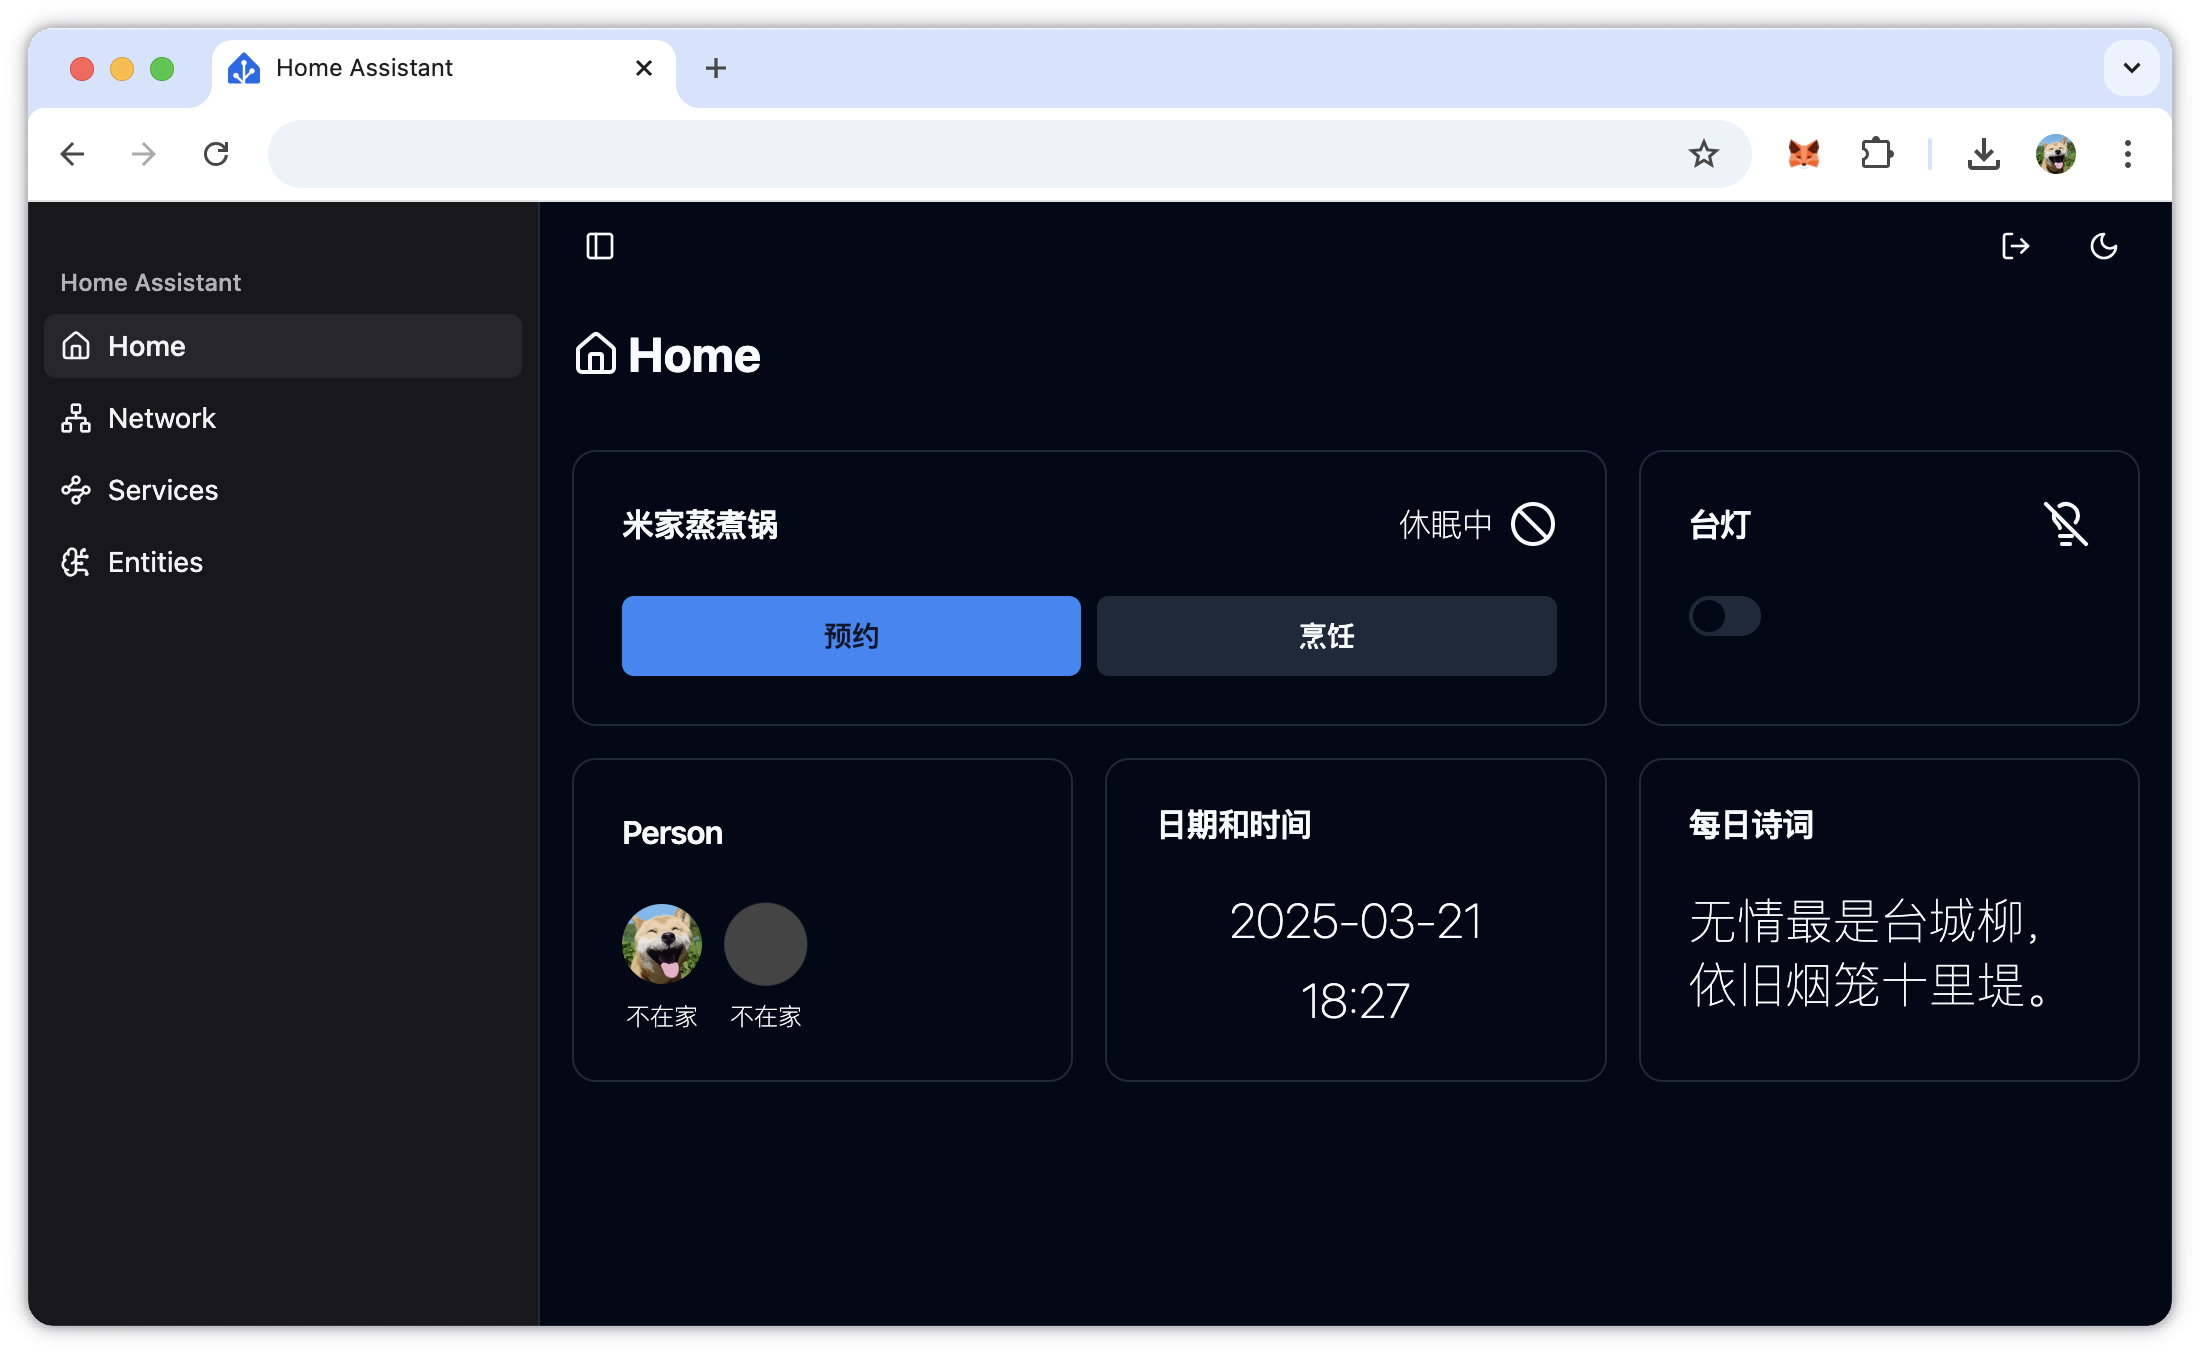 Home Assistant
Home Assistant
Home
Network
Services
Entities
Home
米家蒸煮锅
休眠中
预约
烹饪
台灯
Person
不在家
不在家
日期和时间
2025-03-21
18:27
每日诗词
无情最是台城柳，
依旧烟笼十里堤。